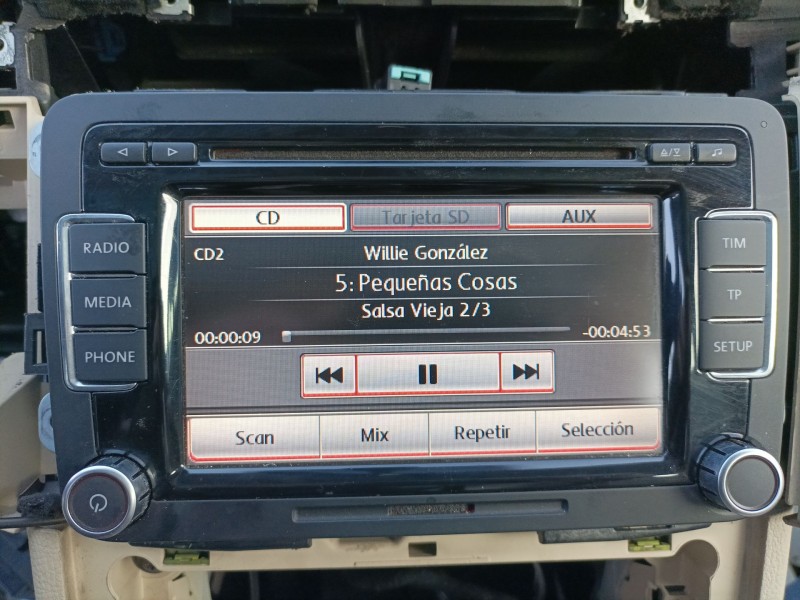 CD Tarjeta SD AUX
RADIO
MEDIA
PHONE
CD2 Willie González
5: Pequeñas Cosas
Salsa Vieja 2/3
00:00:09 -00:04:53
Scan Mix Repetir Selección
TIM
TP
SETUP